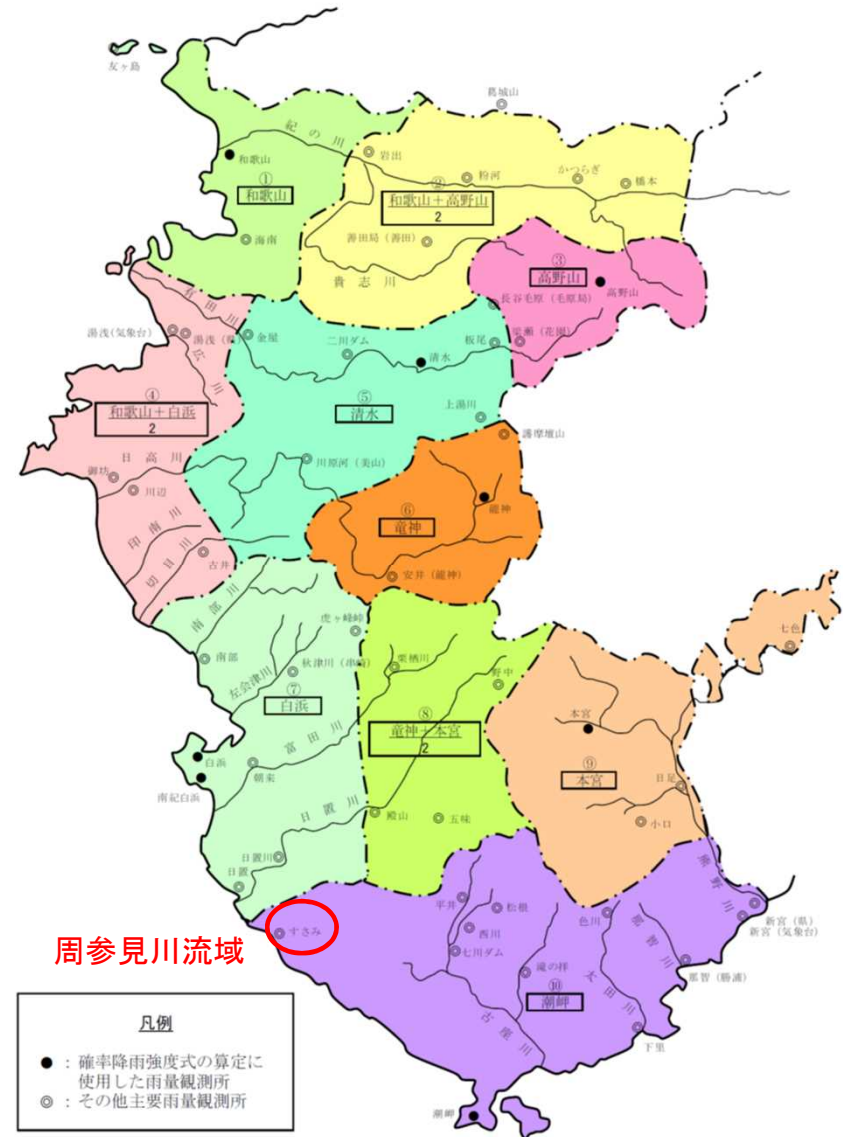 友ヶ島
葛城山
紀の川
和歌山
岩出
①
和歌山
粉河
かつらぎ
橋本
②
和歌山＋高野山
2
海南
善田局（善田）
貴志川
③
高野山
高野山
長谷毛原（毛原局）
有田川
湯浅(気象台)
湯浅（県）
金屋
広川
二川ダム
清水
板尾
梁瀬（花園）
④
和歌山＋白浜
2
⑤
清水
上湯川
護摩壇山
日高川
御坊
川辺
川原河（美山）
印南川
切目川
古井
⑥
竜神
龍神
安井（龍神）
南部川
虎ヶ峰峠
南部
秋津川（串崎）
左会津川
⑦
白浜
栗栖川
野中
七色
富田川
⑧
竜神＋本宮
2
本宮
⑨
本宮
白浜
南紀白浜
朝来
日足
小口
日置川
殿山
五味
日置川
日置
熊野川
すさみ
周参見川流域
平井
松根
西川
七川ダム
色川
那智川
新宮（県）
新宮（気象台）
滝の拝
太田川
那智（勝浦）
⑩
潮岬
古座川
下里
潮岬
凡例
● ：確率降雨強度式の算定に
使用した雨量観測所
◎ ：その他主要雨量観測所